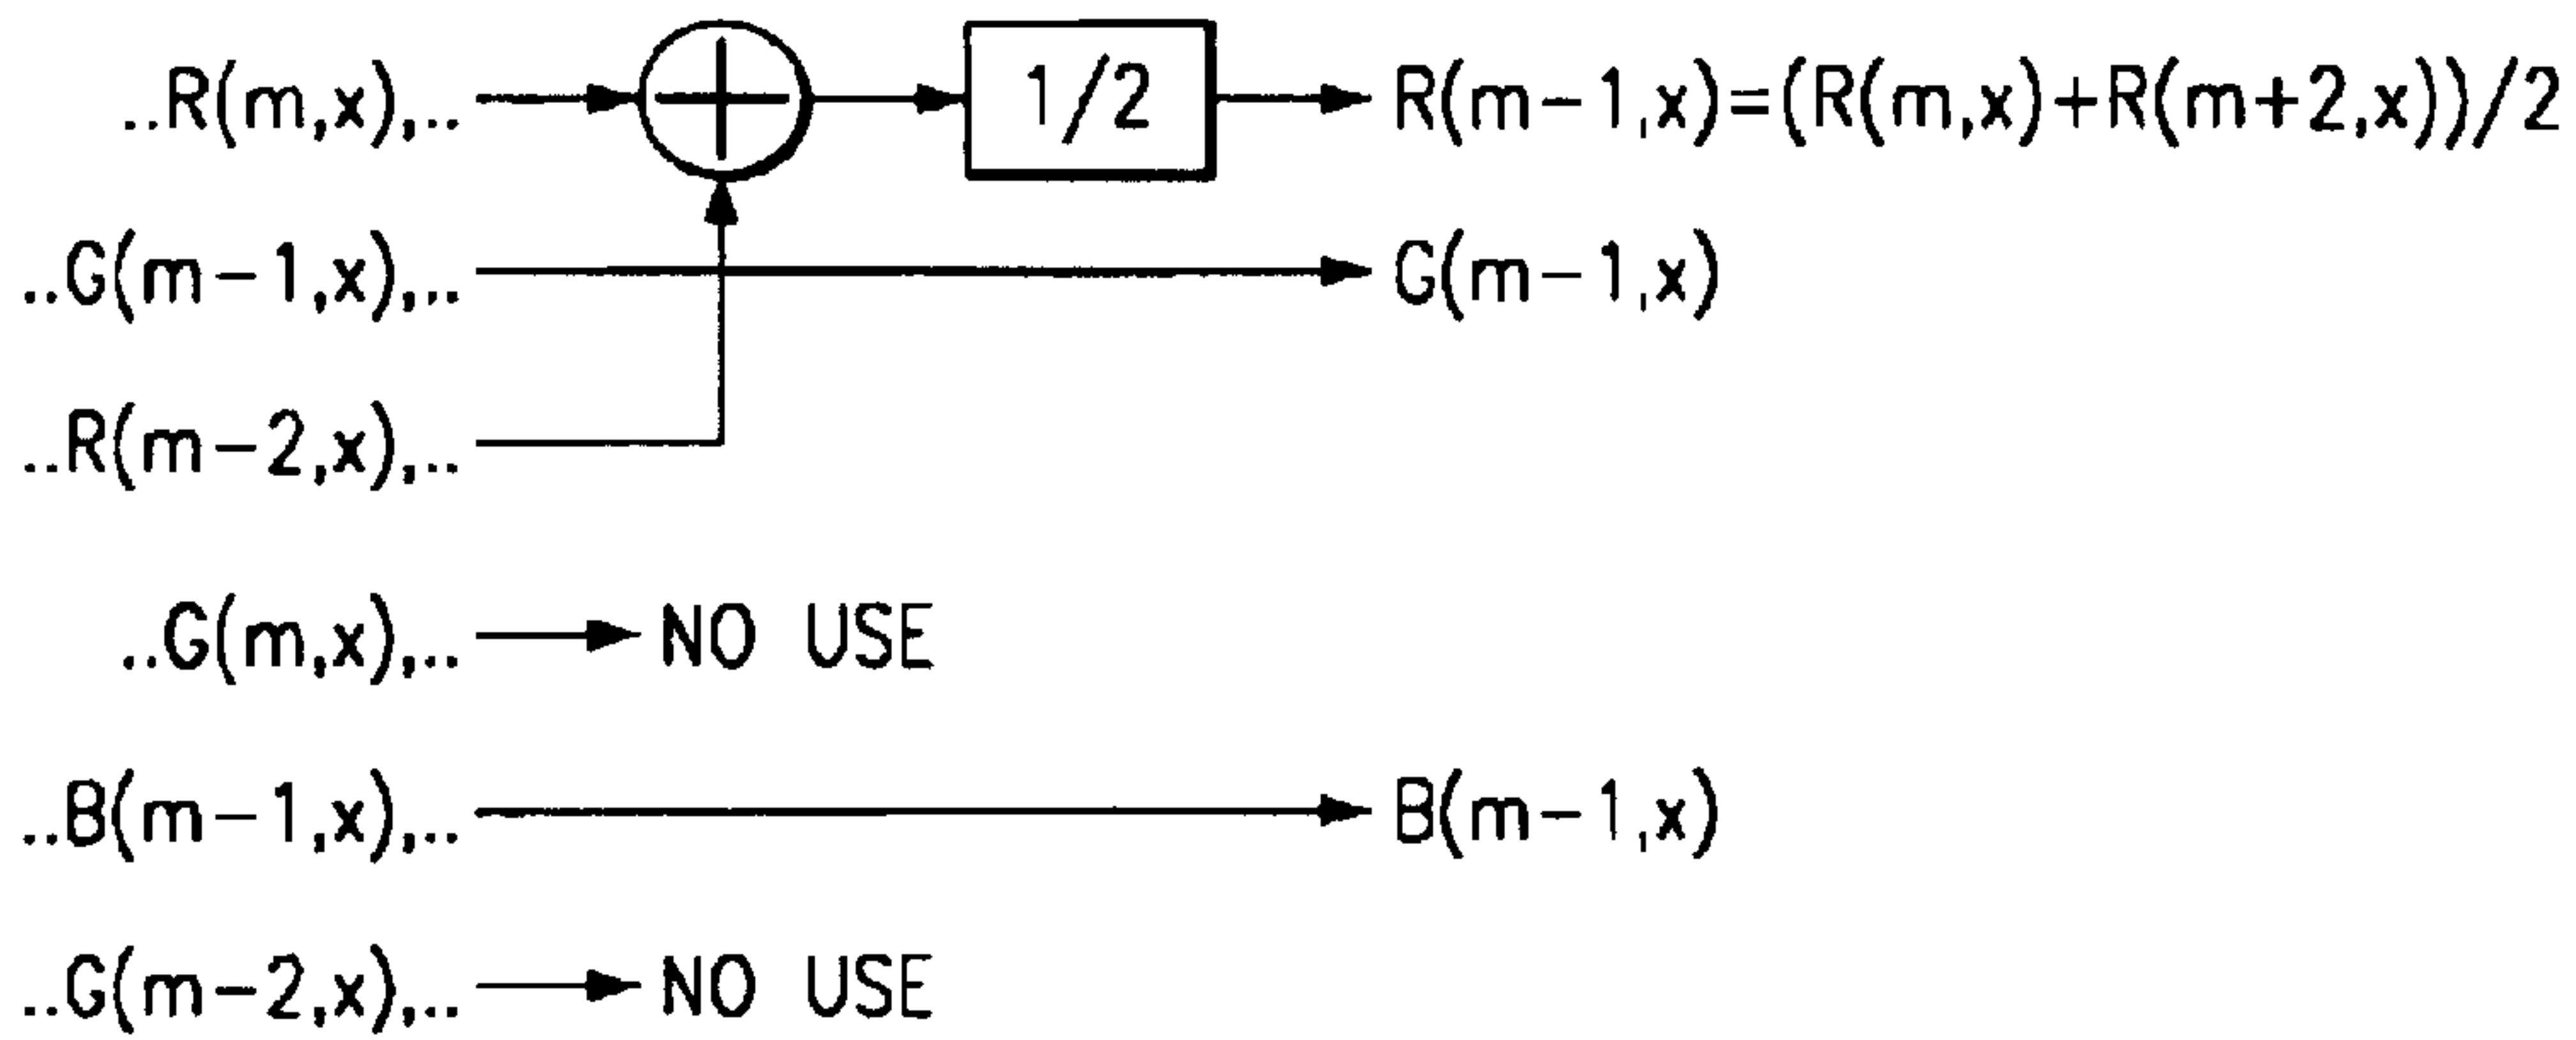 ..R(m,x),.. 1/2 R(m-1,x)=(R(m,x)+R(m+2,x))/2
..G(m-1,x),.. G(m-1,x)
..R(m-2,x),..
..G(m,x),.. NO USE
..B(m-1,x),.. B(m-1,x)
..G(m-2,x),.. NO USE